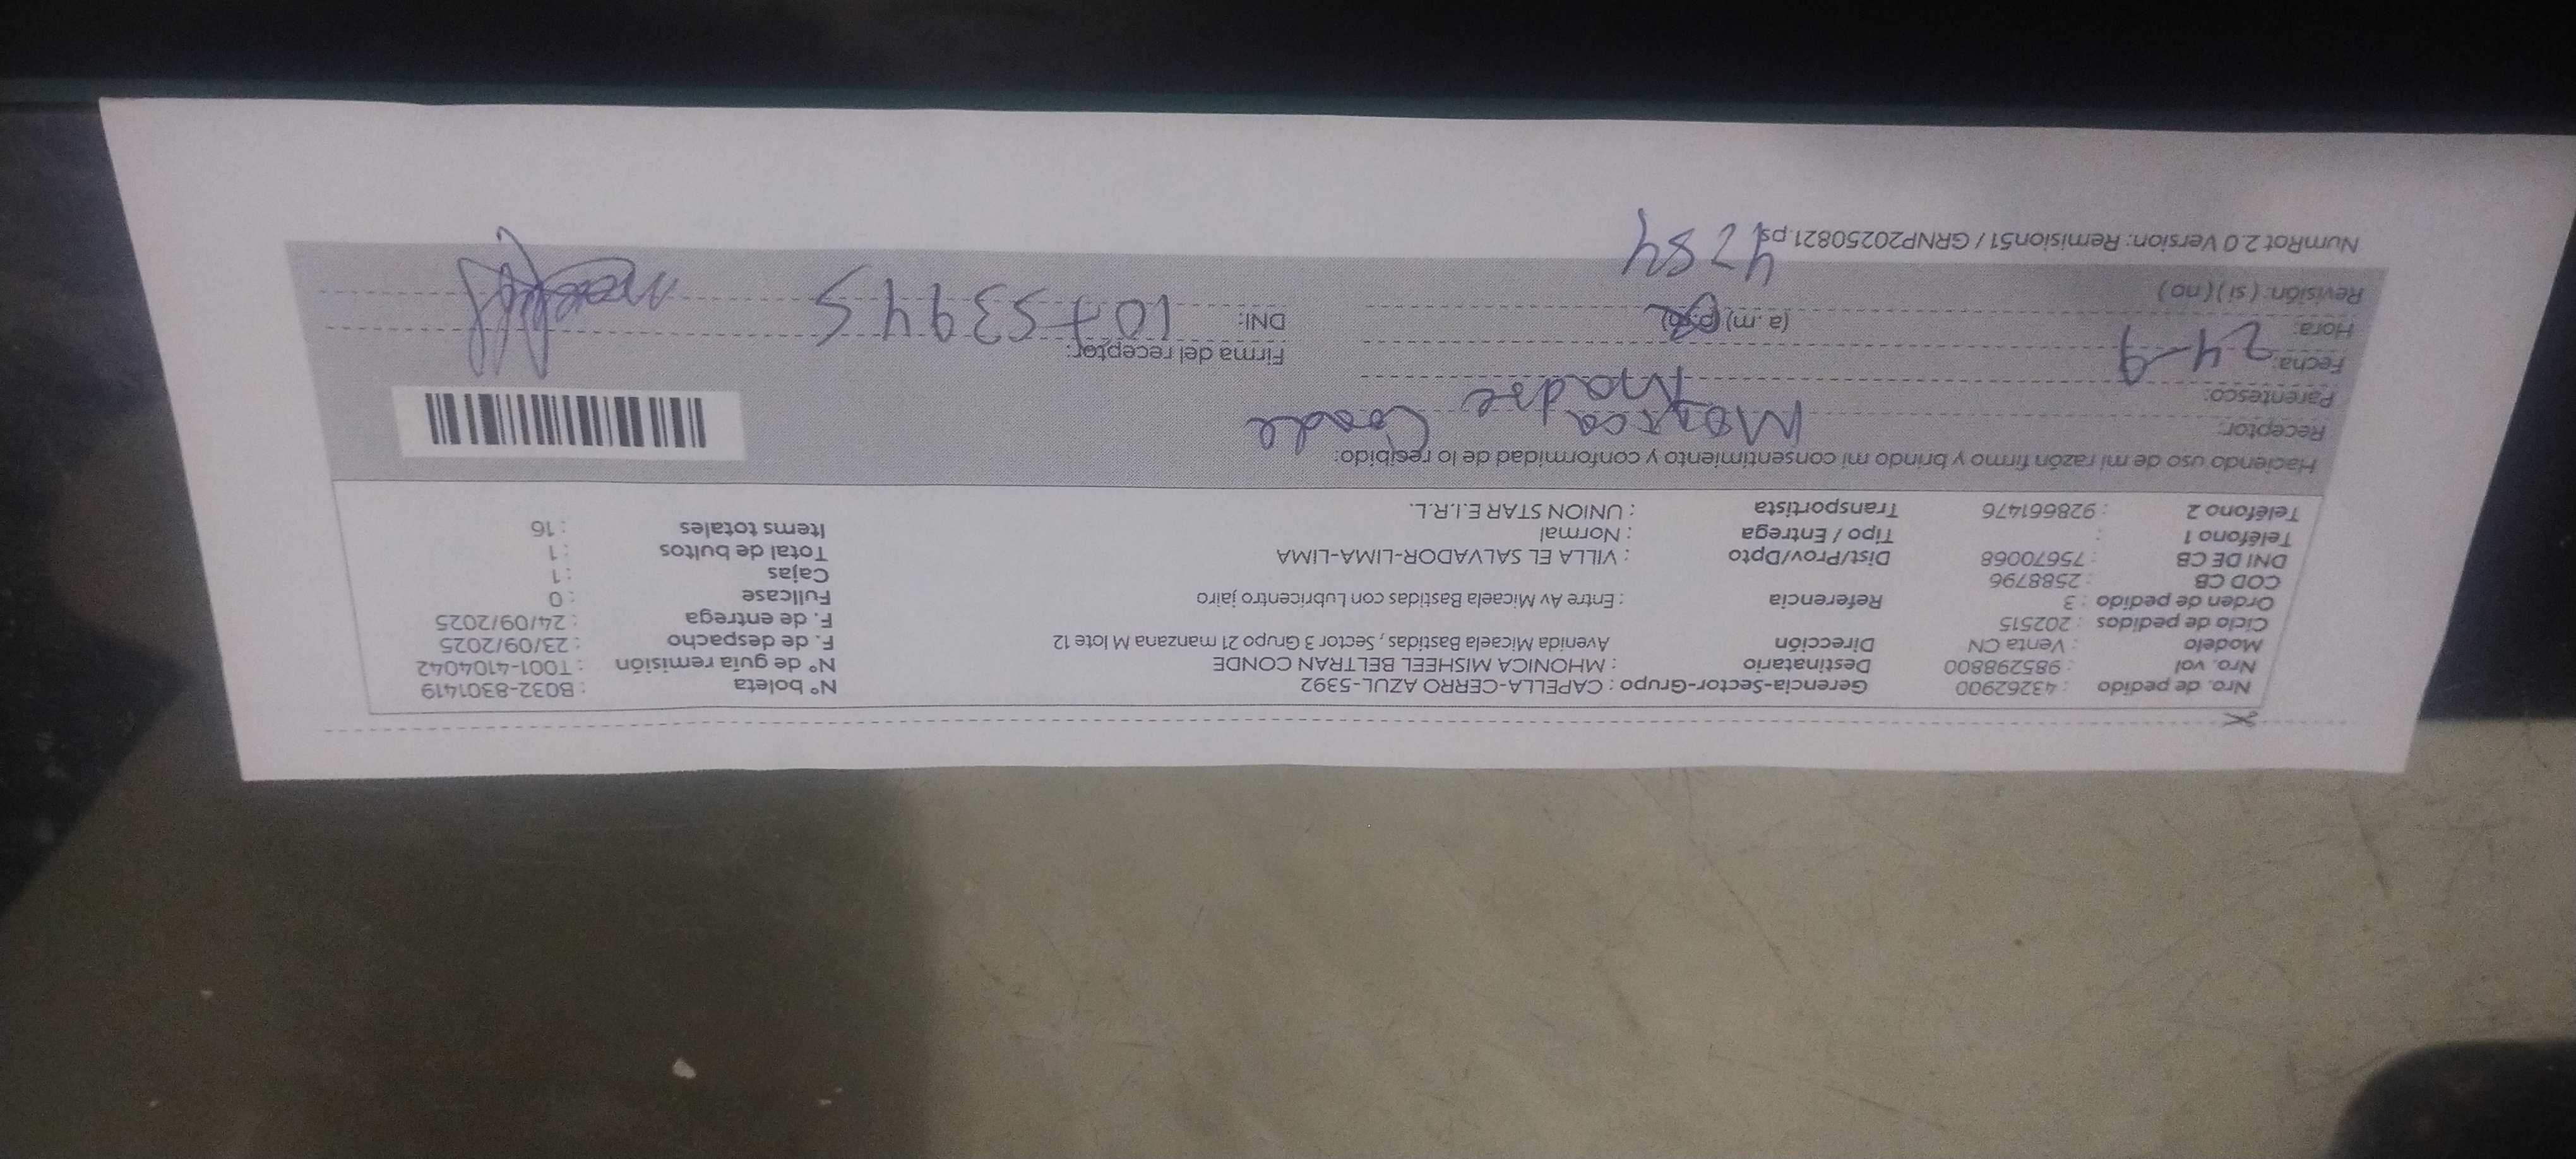 Nro. de pedido : 43262900 Gerencia-Sector-Grupo : CAPELLA-CERRO AZUL-5392 N° boleta : B032-8301419
Nro. vol : 985298800 Destinatario : MHONICA MISHEEL BELTRAN CONDE N° de guía remisión : T001-4104042
Modelo : Venta CN Dirección Avenida Micaela Bastidas , Sector 3 Grupo 21 manzana M lote 12 F. de despacho : 23/09/2025
Ciclo de pedidos : 202515 F. de entrega : 24/09/2025
Orden de pedido : 3 Referencia : Entre Av Micaela Bastidas con Lubricentro jairo Fullcase : 0
COD CB : 2588796 Cajas : 1
DNI DE CB : 75670068 Dist/Prov/Dpto : VILLA EL SALVADOR-LIMA-LIMA Total de bultos : 1
Teléfono 1 : Tipo / Entrega : Normal Items totales : 16
Teléfono 2 : 928661476 Transportista : UNION STAR E.I.R.L.
Haciendo uso de mi razón firmo y brindo mi consentimiento y conformidad de lo recibido:
Receptor: Monica Conde
Parentesco: Madre
Fecha: 24-9 Firma del receptor:
Hora: (a.m) DNI: 10753945
Revisión: ( si ) ( no )
4784
NumRot 2.0 Version: Remision51 / GRNP20250821.ps